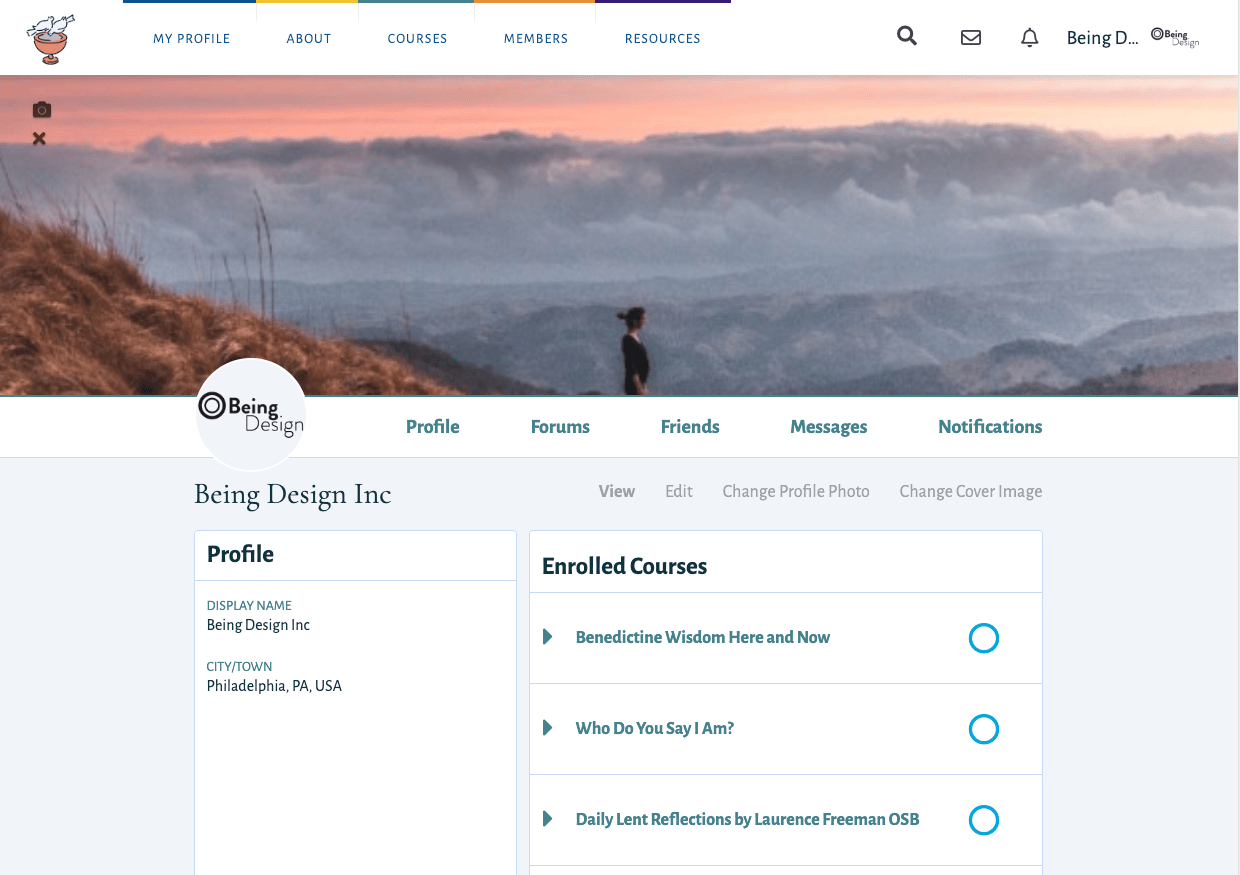 MY PROFILE
ABOUT
COURSES
MEMBERS
RESOURCES
Being D...
Being
Design
Being
Design
Profile
Forums
Friends
Messages
Notifications
Being Design Inc
View
Edit
Change Profile Photo
Change Cover Image
Profile
DISPLAY NAME
Being Design Inc
CITY/TOWN
Philadelphia, PA, USA
Enrolled Courses
Benedictine Wisdom Here and Now
Who Do You Say I Am?
Daily Lent Reflections by Laurence Freeman OSB